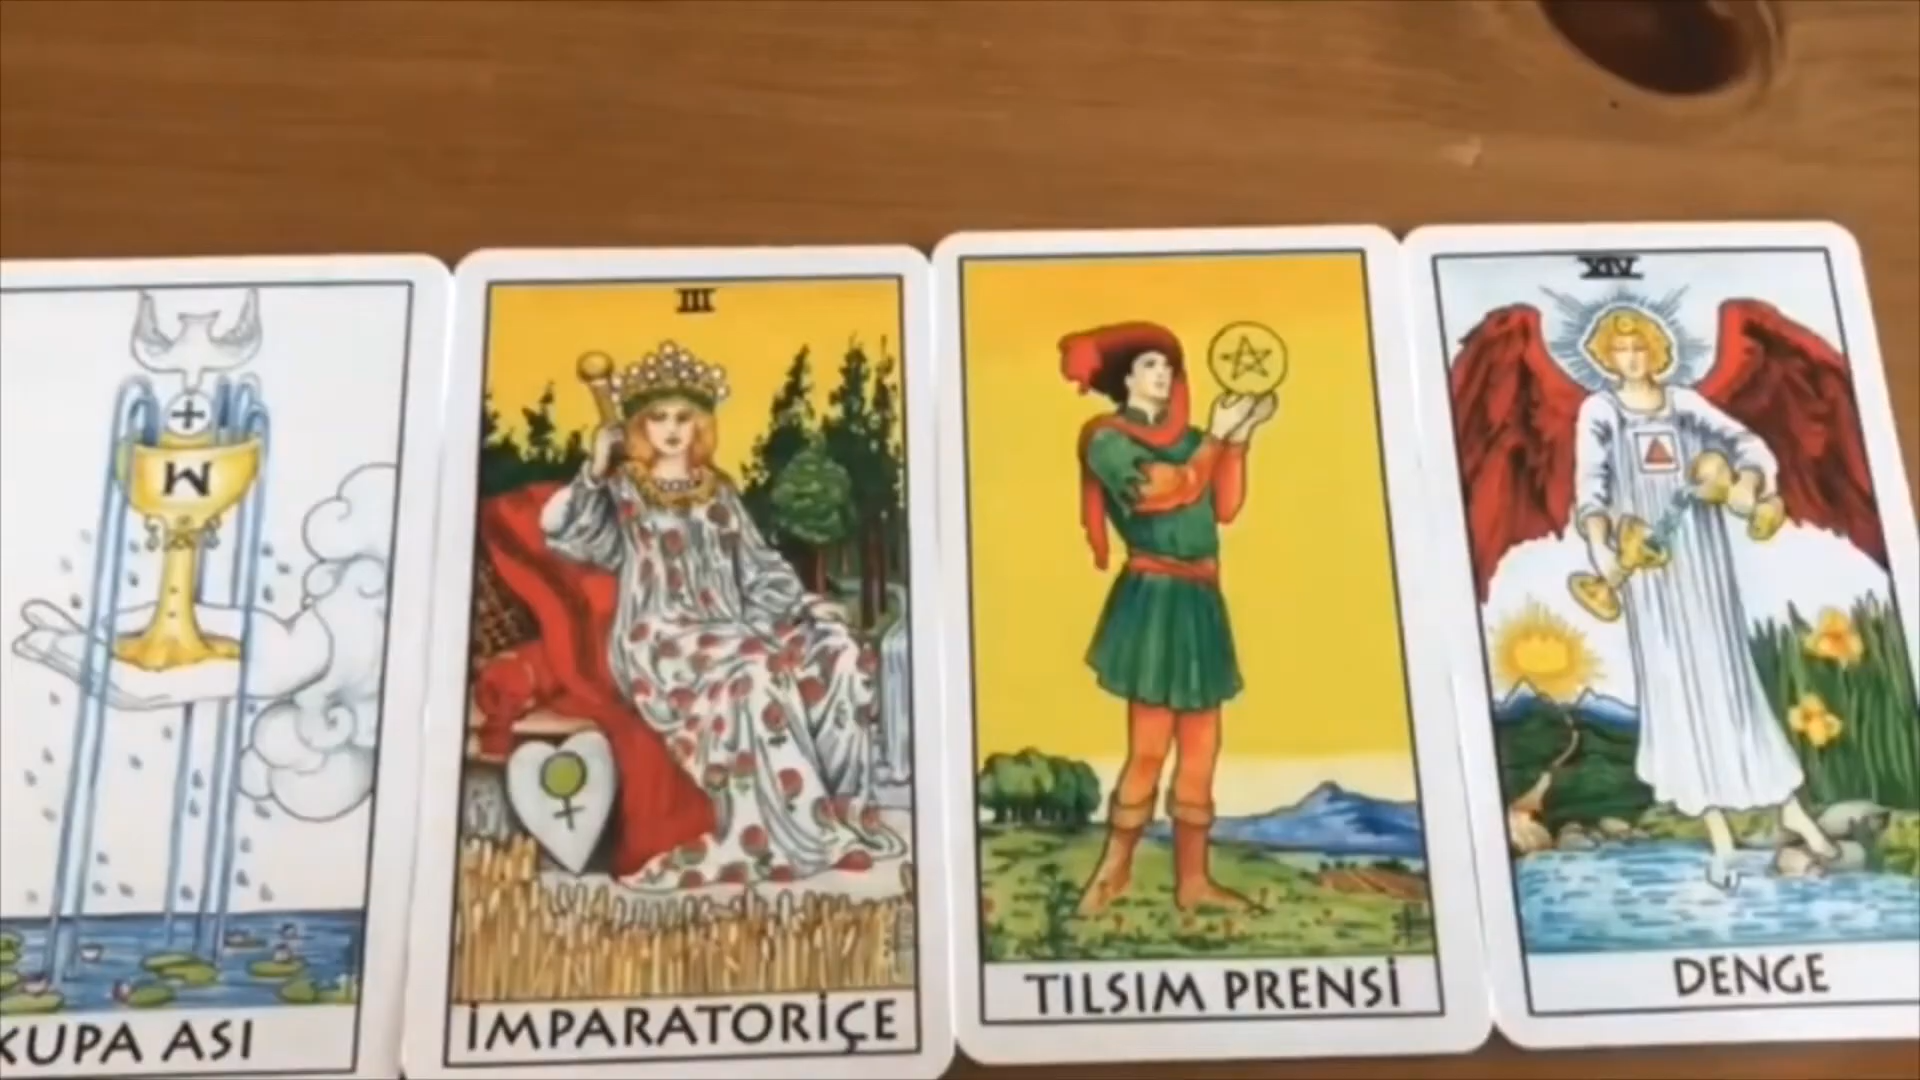 III
XIV
KUPA ASI
İMPARATORİÇE
TILSIM PRENSİ
DENGE